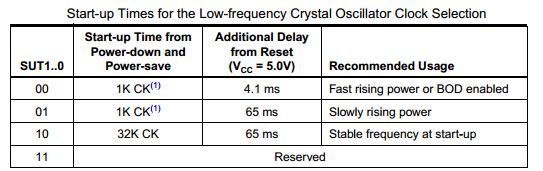 Start-up Times for the Low-frequency Crystal Oscillator Clock Selection
SUT1..0 Start-up Time from Power-down and Power-save Additional Delay from Reset (VCC = 5.0V) Recommended Usage
00 1K CK(1) 4.1 ms Fast rising power or BOD enabled
01 1K CK(1) 65 ms Slowly rising power
10 32K CK 65 ms Stable frequency at start-up
11 Reserved